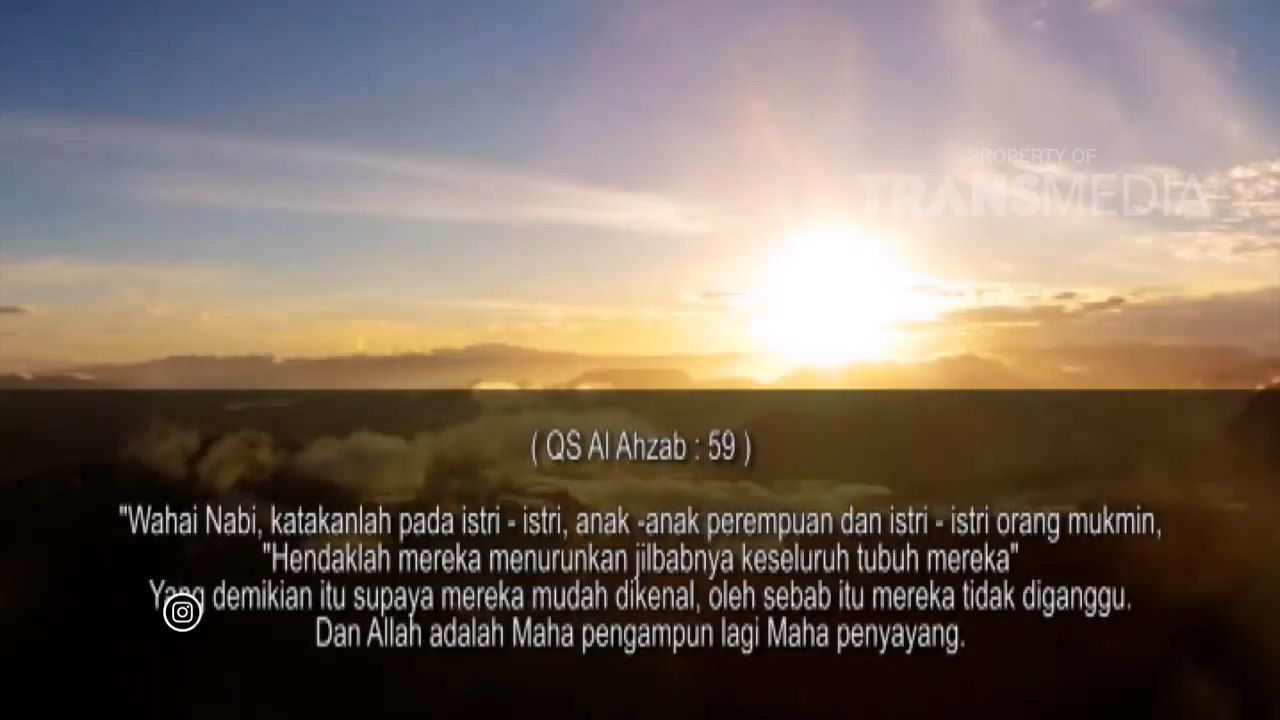 PROPERTY OF
TRANSMEDIA
( QS Al Ahzab : 59 )
"Wahai Nabi, katakanlah pada istri - istri, anak -anak perempuan dan istri - istri orang mukmin,
"Hendaklah mereka menurunkan jilbabnya keseluruh tubuh mereka"
Yang demikian itu supaya mereka mudah dikenal, oleh sebab itu mereka tidak diganggu.
Dan Allah adalah Maha pengampun lagi Maha penyayang.